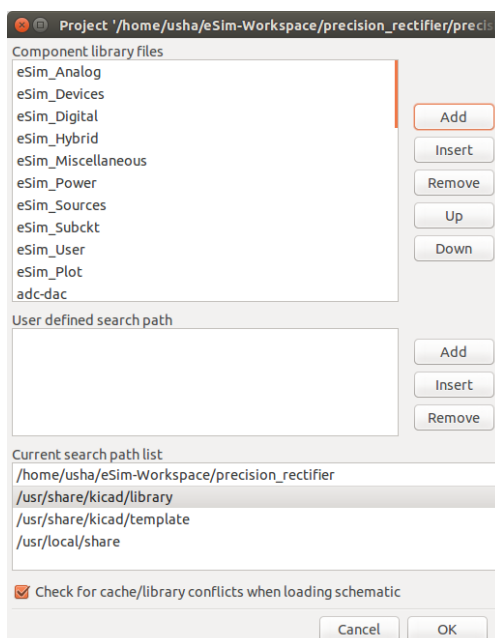 Project '/home/usha/eSim-Workspace/precision_rectifier/precis
Component library files
eSim_Analog
eSim_Devices
eSim_Digital
eSim_Hybrid
eSim_Miscellaneous
eSim_Power
eSim_Sources
eSim_Subckt
eSim_User
eSim_Plot
adc-dac
Add
Insert
Remove
Up
Down
User defined search path
Add
Insert
Remove
Current search path list
/home/usha/eSim-Workspace/precision_rectifier
/usr/share/kicad/library
/usr/share/kicad/template
/usr/local/share
Check for cache/library conflicts when loading schematic
Cancel
OK